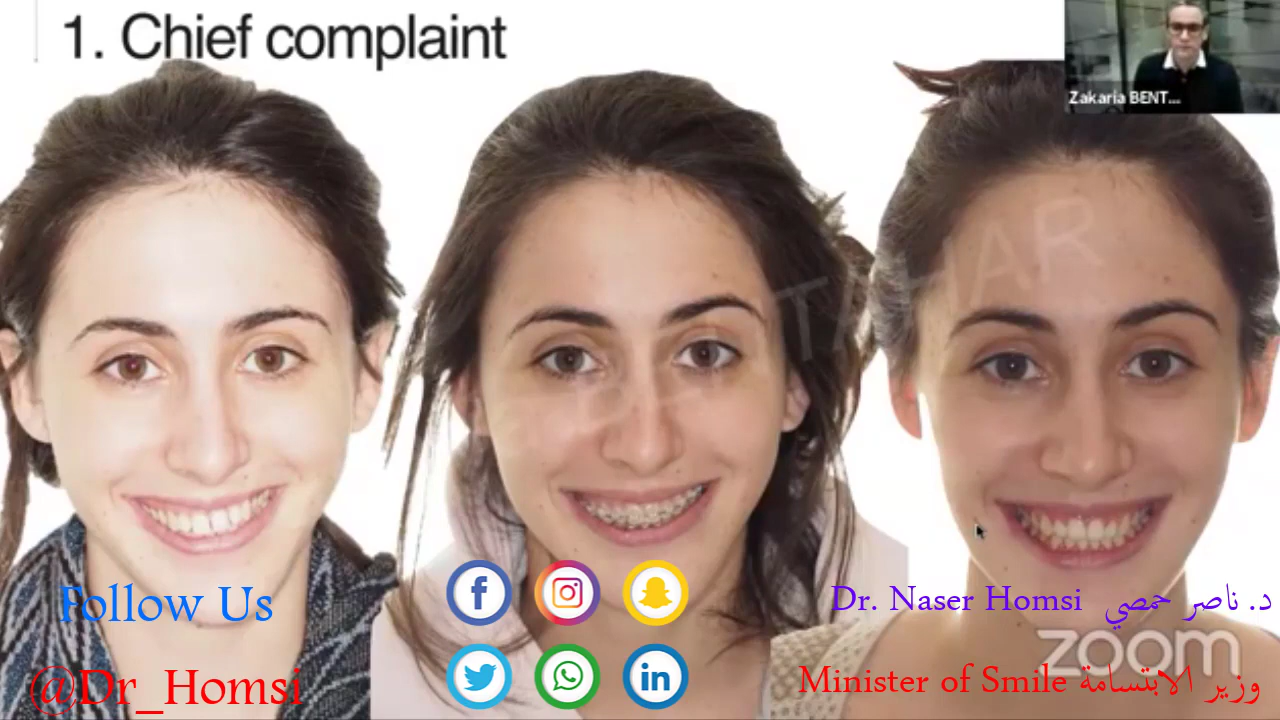 1. Chief complaint
Zakaria BENT...
TAHAR
Follow Us
Dr. Naser Homsi د. ناصر حمصي
@Dr_Homsi
Minister of Smile وزير الابتسامة
zoom